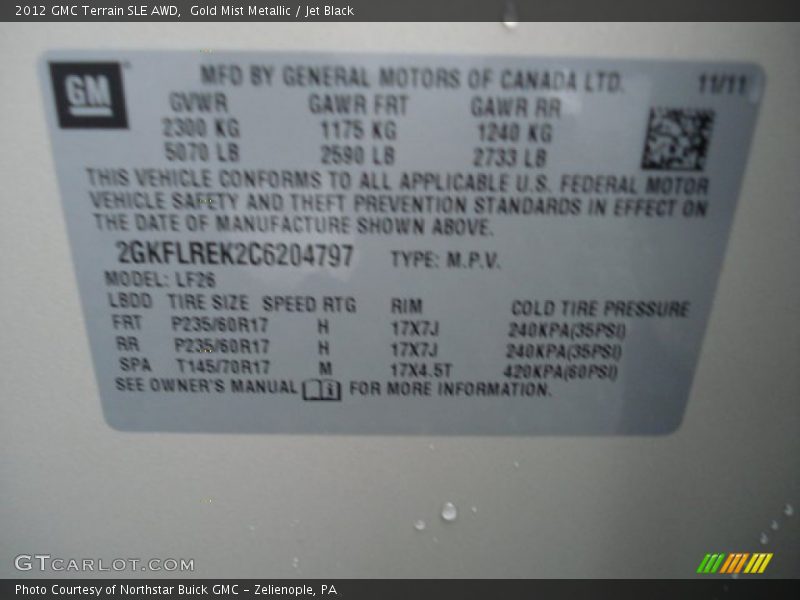 2012 GMC Terrain SLE AWD,  Gold Mist Metallic / Jet Black
GM
MFD BY GENERAL MOTORS OF CANADA LTD. 11/11
GVWR GAWR FRT GAWR RR
2300 KG 1175 KG 1240 KG
5070 LB 2590 LB 2733 LB
THIS VEHICLE CONFORMS TO ALL APPLICABLE U.S. FEDERAL MOTOR
VEHICLE SAFETY AND THEFT PREVENTION STANDARDS IN EFFECT ON
THE DATE OF MANUFACTURE SHOWN ABOVE.
2GKFLREK2C6204797 TYPE: M.P.V.
MODEL: LF26
LBDD TIRE SIZE SPEED RTG RIM COLD TIRE PRESSURE
FRT P235/60R17 H 17X7J 240KPA(35PSI)
RR P235/60R17 H 17X7J 240KPA(35PSI)
SPA T145/70R17 M 17X4.5T 420KPA(60PSI)
SEE OWNER'S MANUAL FOR MORE INFORMATION.
GTCARLOT.COM
Photo Courtesy of Northstar Buick GMC - Zelienople, PA